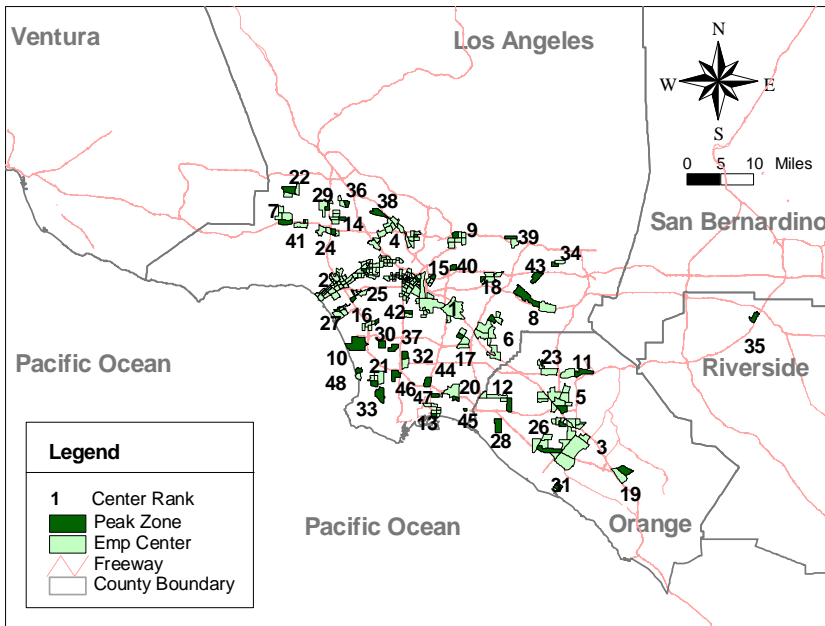 Ventura
Los Angeles
N
W E
S
0 5 10 Miles
22
29 36
7
38
14
9
San Bernardino
41
24
4
39
34
2
15 40
43
25
18
27
16
42
1
8
6
30 37
17
10
32
Pacific Ocean
23 11
35
Riverside
48
21
44
46
20
12
5
33
47
13
45
28
26
3
31
19
Pacific Ocean
Orange
Legend
1 Center Rank
Peak Zone
Emp Center
Freeway
County Boundary